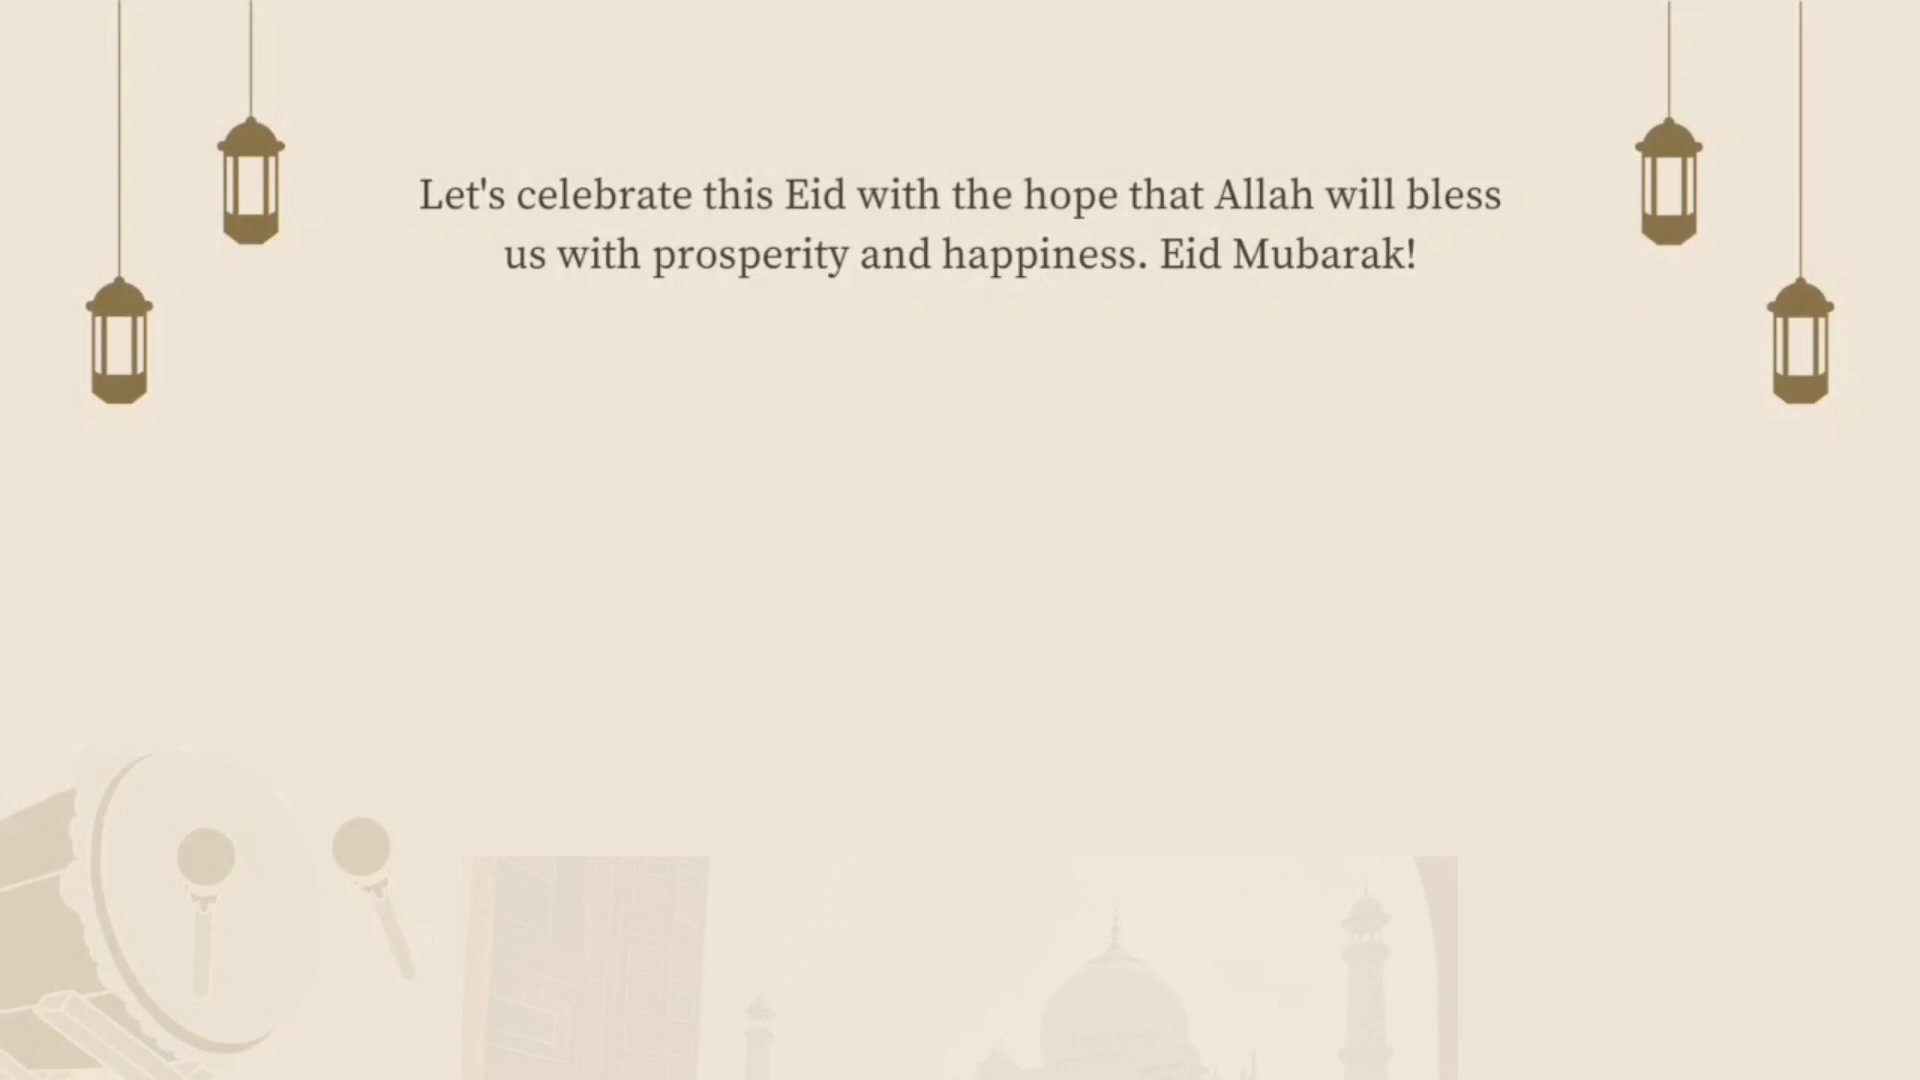 Let's celebrate this Eid with the hope that Allah will bless
us with prosperity and happiness. Eid Mubarak!